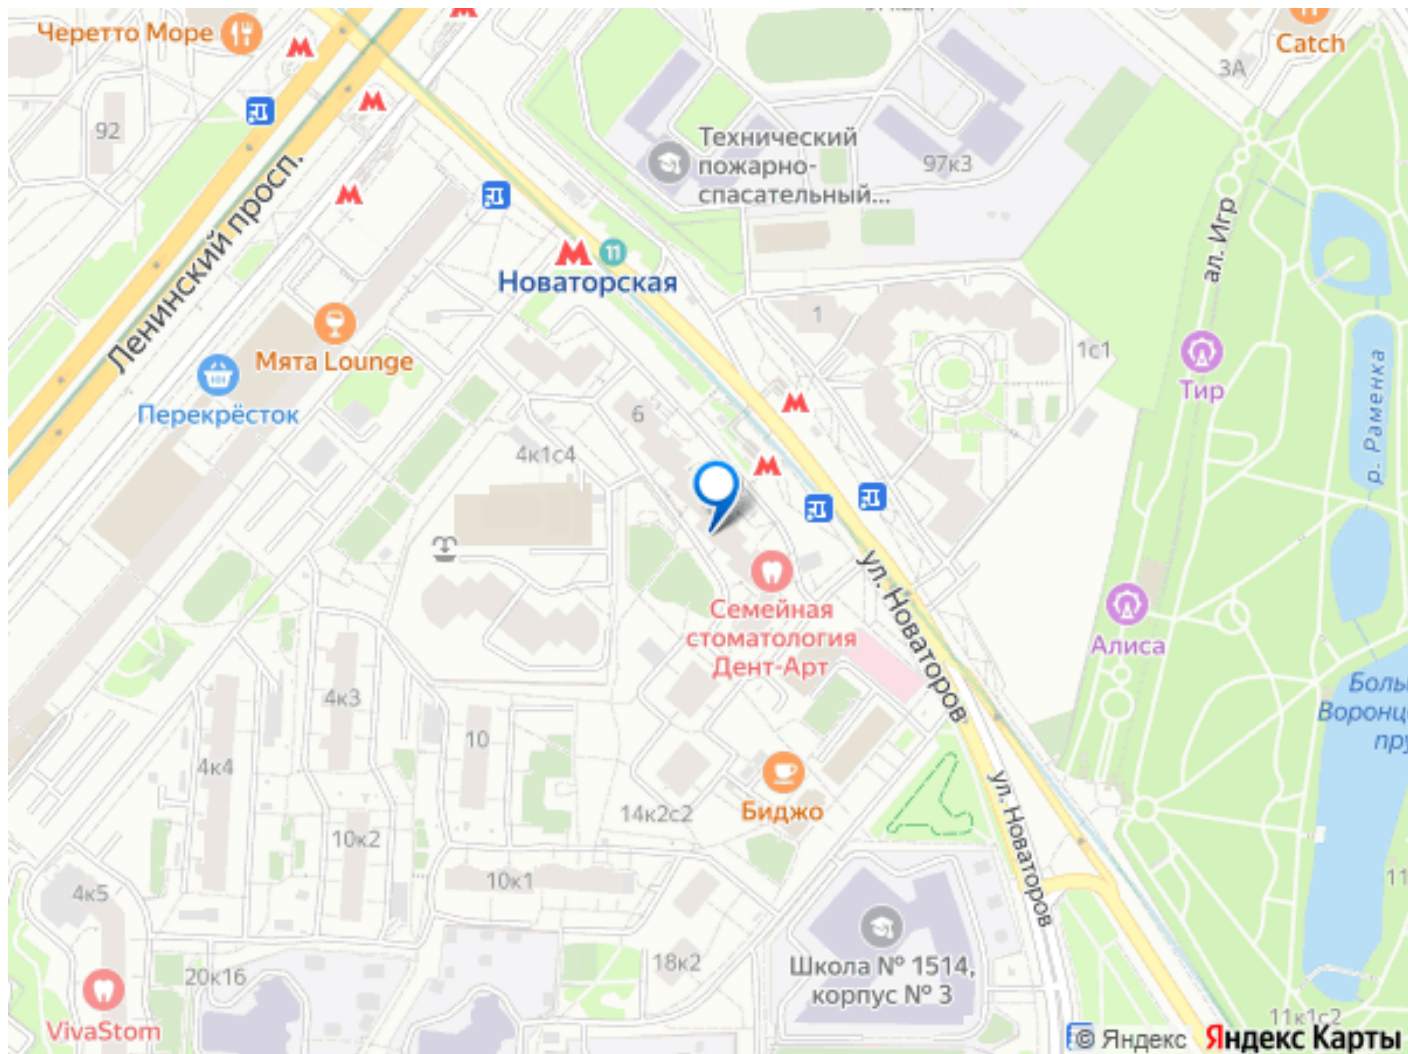 Черетто Море
Catch
3А
92
Технический
пожарно-
спасательный...
97к3
Ленинский просп.
ал. Игр
11
Новаторская
1
1с1
Мята Lounge
Тир
р. Раменка
Перекрёсток
6
4к1с4
ул. Новаторов
Семейная
стоматология
Дент-Арт
Алиса
4к3
10
4к4
ул. Новаторов
Биджо
14к2с2
10к2
10к1
4к5
18к2
20к16
Школа № 1514,
корпус № 3
VivaStom
11к1с2
© Яндекс Яндекс Карты